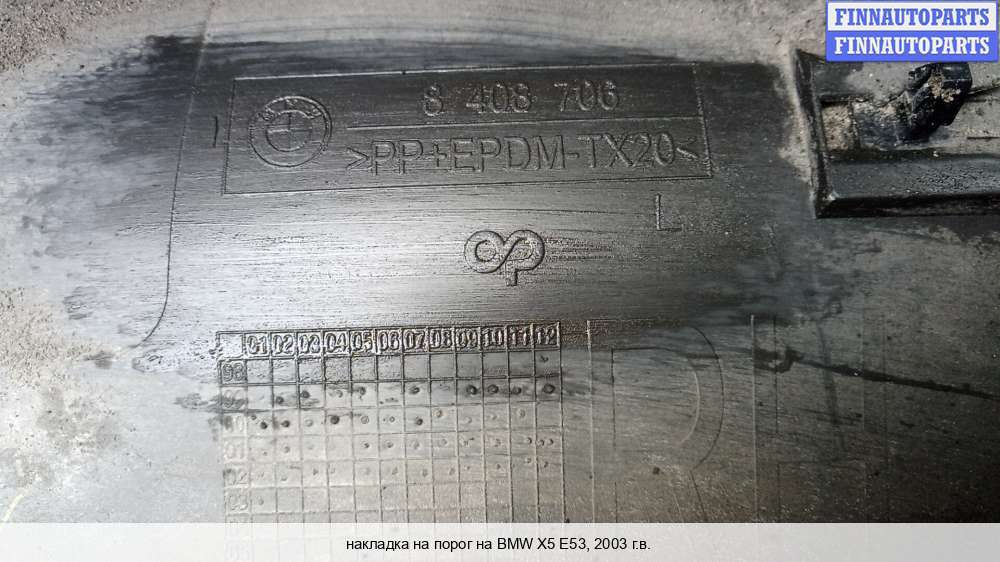 FINNAUTOPARTS
FINNAUTOPARTS
8 408 706
>PP+EPDM-TX20<
L
01 02 03 04 05 06 07 08 09 10 11 12
98
накладка на порог на BMW X5 E53, 2003 г.в.